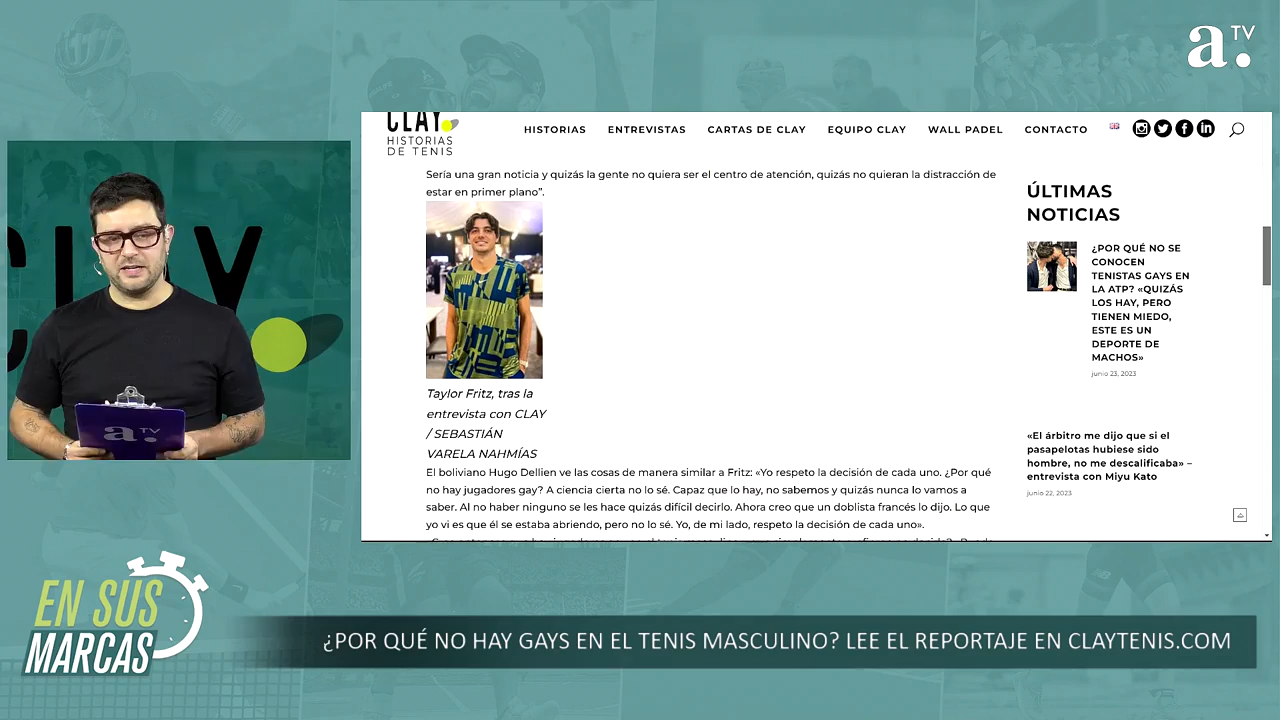 a. TV
CLAY
HISTORIAS
DE TENIS
HISTORIAS
ENTREVISTAS
CARTAS DE CLAY
EQUIPO CLAY
WALL PADEL
CONTACTO
Sería una gran noticia y quizás la gente no quiera ser el centro de atención, quizás no quieran la distracción de
estar en primer plano”.
Taylor Fritz, tras la
entrevista con CLAY
/ SEBASTIÁN
VARELA NAHMÍAS
El boliviano Hugo Dellien ve las cosas de manera similar a Fritz: «Yo respeto la decisión de cada uno. ¿Por qué
no hay jugadores gay? A ciencia cierta no lo sé. Capaz que lo hay, no sabemos y quizás nunca lo vamos a
saber. Al no haber ninguno se les hace quizás difícil decirlo. Ahora creo que un doblista francés lo dijo. Lo que
yo vi es que él se estaba abriendo, pero no lo sé. Yo, de mi lado, respeto la decisión de cada uno».
ÚLTIMAS
NOTICIAS
¿POR QUÉ NO SE
CONOCEN
TENISTAS GAYS EN
LA ATP? «QUIZÁS
LOS HAY, PERO
TIENEN MIEDO,
ESTE ES UN
DEPORTE DE
MACHOS»
junio 23, 2023
«El árbitro me dijo que si el
pasapelotas hubiese sido
hombre, no me descalificaba» –
entrevista con Miyu Kato
junio 22, 2023
CLAY
a. TV
EN SUS
MARCAS
¿POR QUÉ NO HAY GAYS EN EL TENIS MASCULINO? LEE EL REPORTAJE EN CLAYTENIS.COM